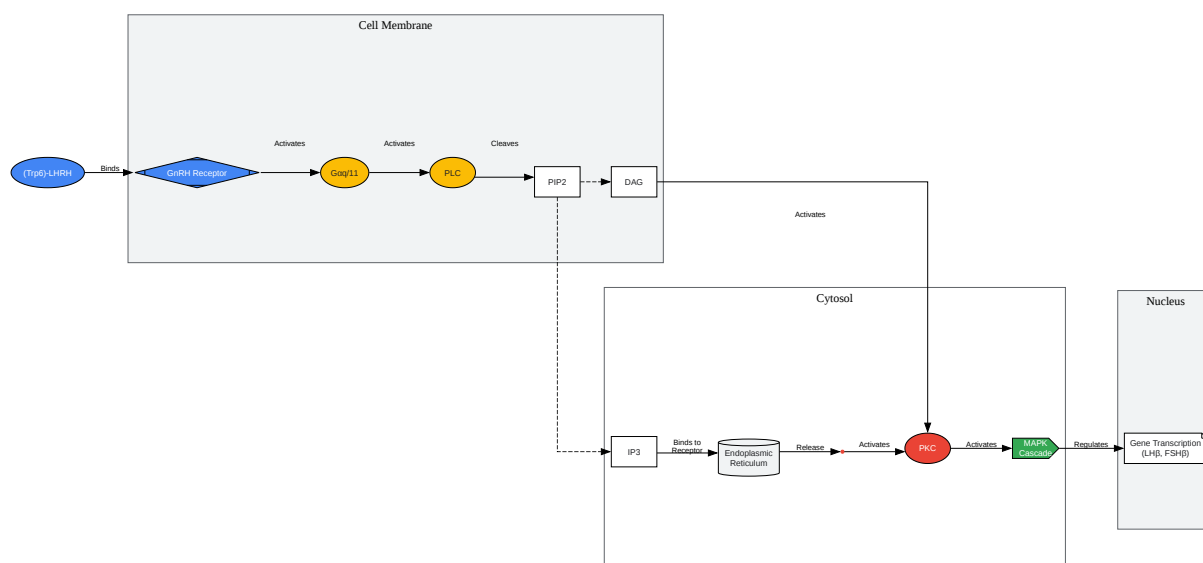 Cell Membrane
(Trp6)-LHRH
Binds
GnRH Receptor
Activates
Gαq/11
Activates
PLC
Cleaves
PIP2
DAG
Activates
Cytosol
Nucleus
IP3
Binds to
Receptor
Endoplasmic
Reticulum
Release
Activates
PKC
Activates
MAPK
Cascade
Regulates
Gene Transcription
(LHβ, FSHβ)